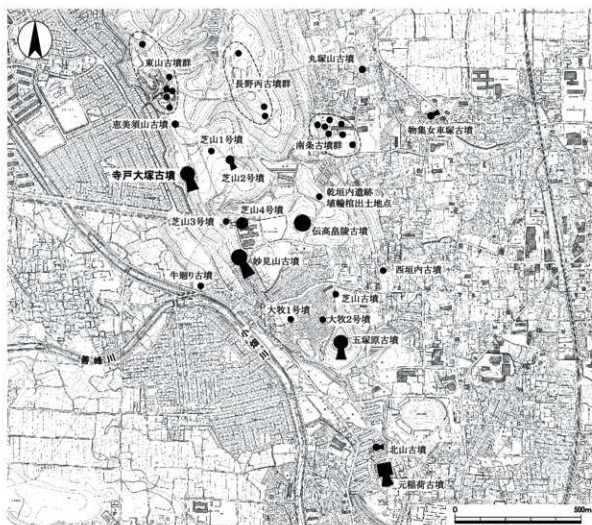 東山古墳群
長野丙古墳群
丸塚山古墳
恵美須山古墳
芝山1号墳
南条古墳群
物集女車塚古墳
寺戸大塚古墳
芝山2号墳
乾垣内遺跡
埴輪棺出土地点
芝山3号墳
芝山4号墳
伝高畠陵古墳
妙見山古墳
牛廻り古墳
西垣内古墳
芝山古墳
大牧1号墳
大牧2号墳
小畑川
五塚原古墳
善峰川
北山古墳
元稲荷古墳
0
500m